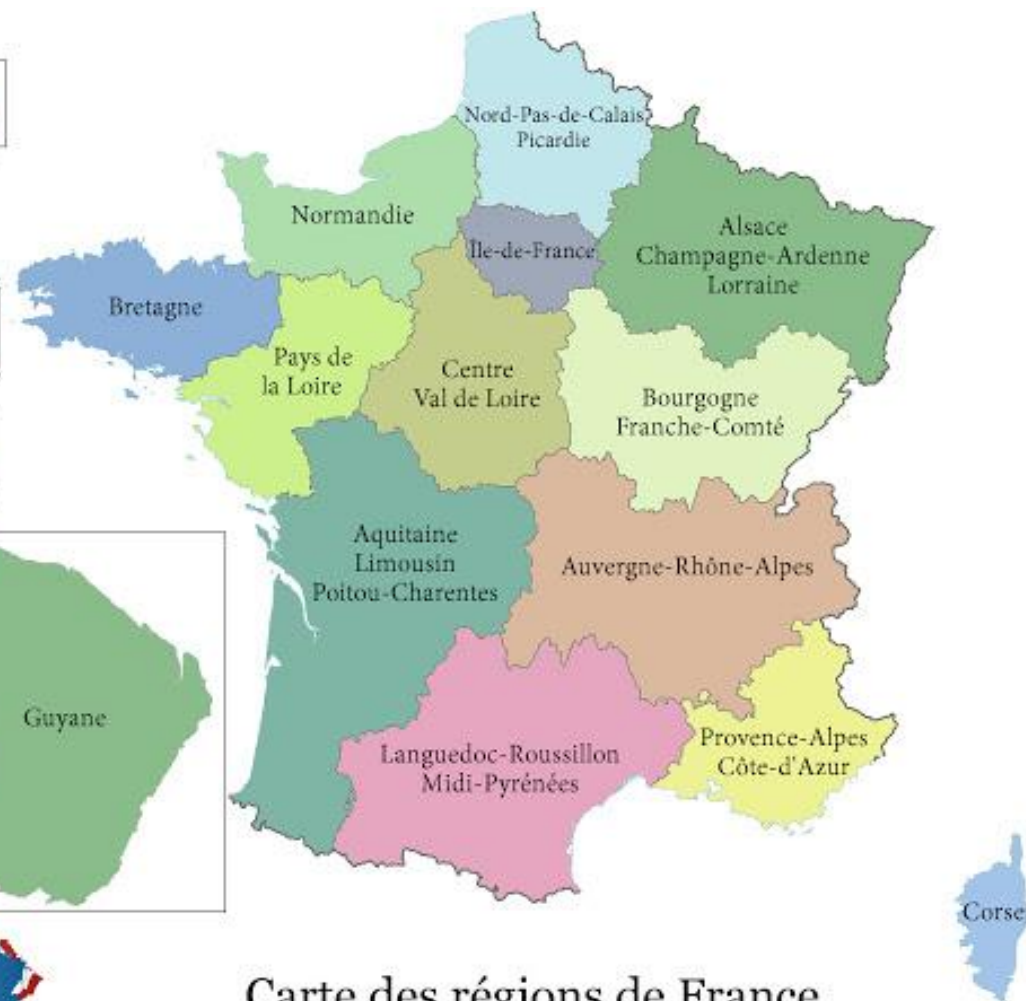 Nord-Pas-de-Calais
Picardie
Normandie
Île-de-France
Alsace
Champagne-Ardenne
Lorraine
Bretagne
Pays de
la Loire
Centre
Val de Loire
Bourgogne
Franche-Comté
Aquitaine
Limousin
Poitou-Charentes
Auvergne-Rhône-Alpes
Guyane
Languedoc-Roussillon
Midi-Pyrénées
Provence-Alpes
Côte-d'Azur
Corse
Carte des régions de France